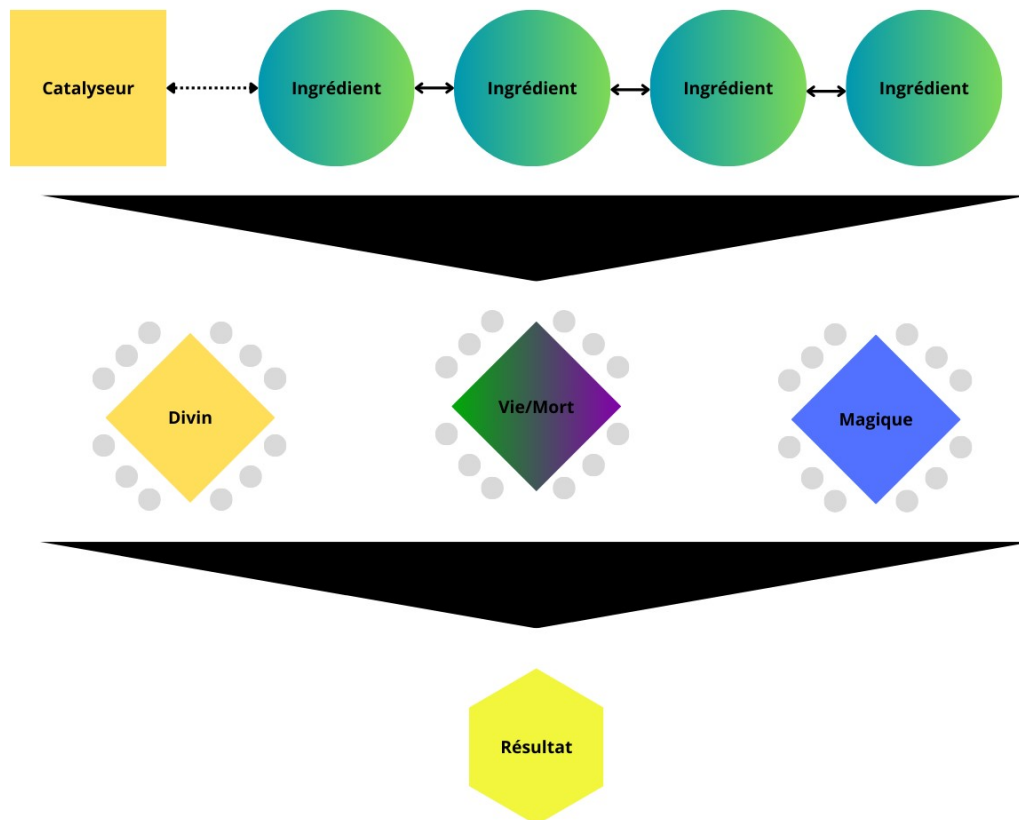 Catalyseur
Ingrédient
Ingrédient
Ingrédient
Ingrédient
Divin
Vie/Mort
Magique
Résultat